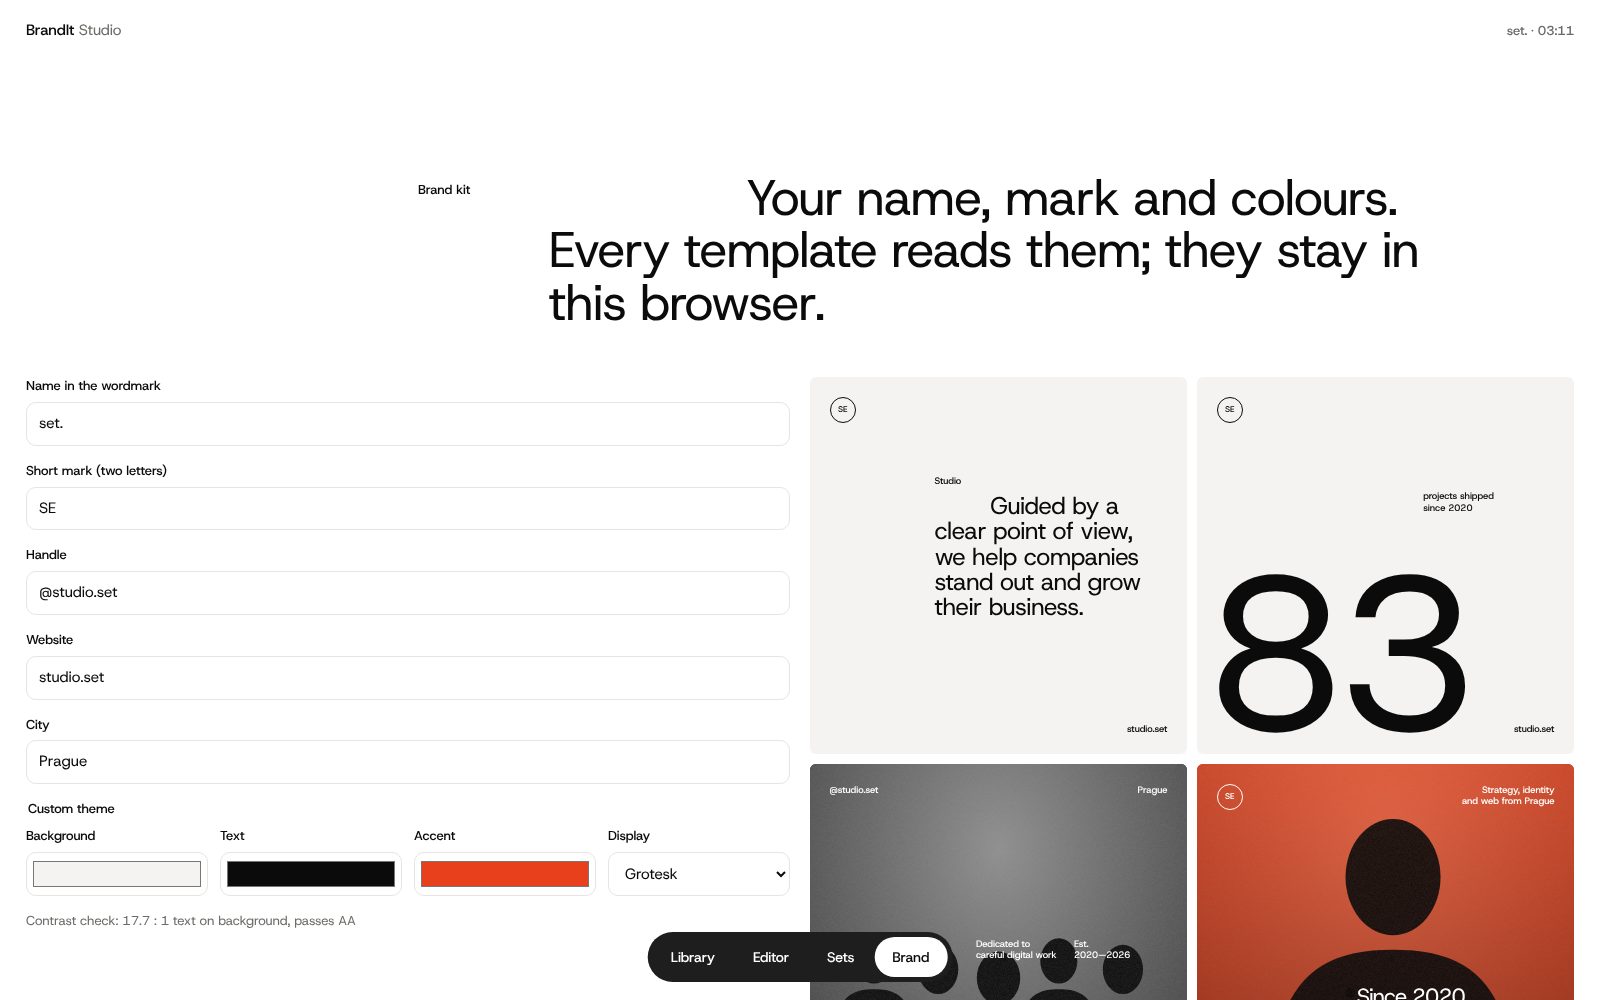 BrandIt Studio
set. · 03:11
Brand kit
Your name, mark and colours.
Every template reads them; they stay in
this browser.
Name in the wordmark
set.
Short mark (two letters)
SE
Handle
@studio.set
Website
studio.set
City
Prague
Custom theme
Background
Text
Accent
Display
Grotesk
Contrast check: 17.7 : 1 text on background, passes AA
SE
Studio
Guided by a
clear point of view,
we help companies
stand out and grow
their business.
studio.set
SE
projects shipped
since 2020
83
studio.set
@studio.set
Prague
Dedicated to
careful digital work
Est.
2020—2026
SE
Strategy, identity
and web from Prague
Since 2020
Library
Editor
Sets
Brand